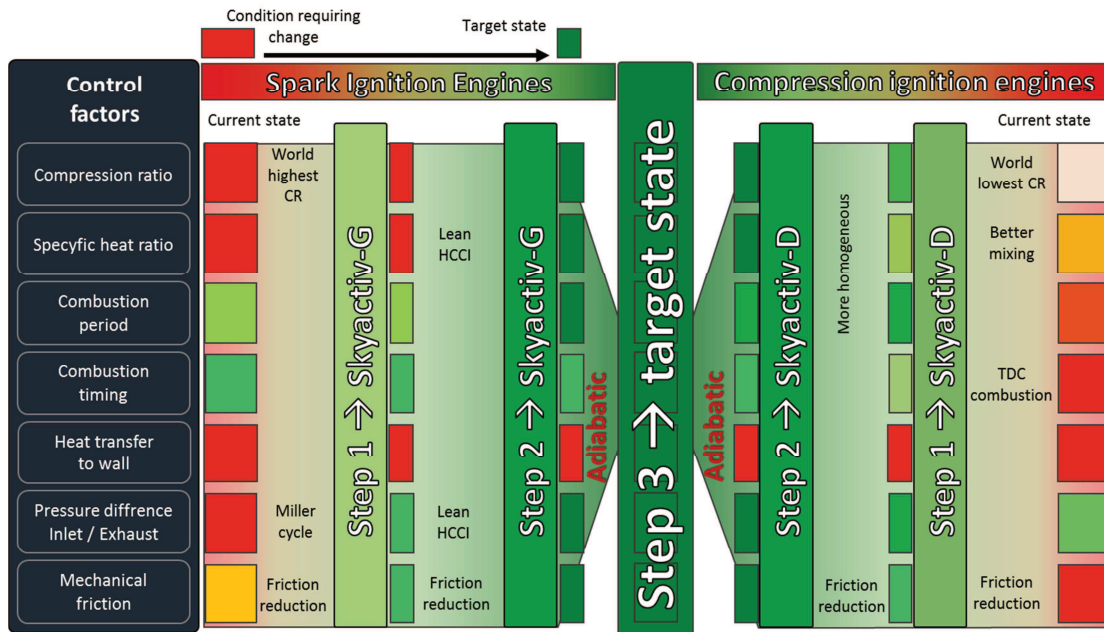 Condition requiring
change
Target state
Control
factors
Spark Ignition Engines
Compression ignition engines
Current state
Current state
Compression ratio
World
highest
CR
World
lowest CR
Specyfic heat ratio
Lean
HCCI
Better
mixing
Combustion
period
More homogeneous
Combustion
timing
TDC
combustion
Heat transfer
to wall
Pressure diffrence
Inlet / Exhaust
Miller
cycle
Lean
HCCI
Mechanical
friction
Friction
reduction
Friction
reduction
Friction
reduction
Friction
reduction
Step 1 → Skyactiv-G
Step 2 → Skyactiv-G
Adiabatic
Step 3 → target state
Adiabatic
Step 2 → Skyactiv-D
Step 1 → Skyactiv-D